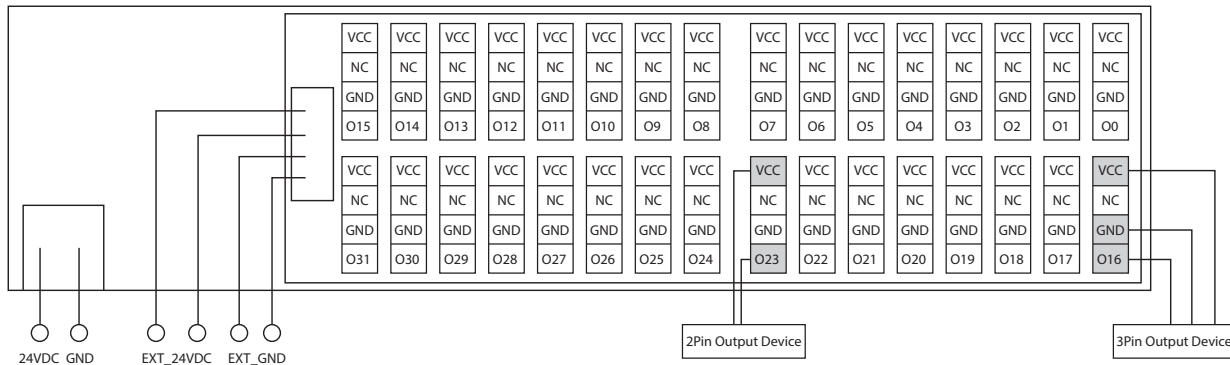 VCC VCC VCC VCC VCC VCC VCC VCC VCC VCC VCC VCC VCC VCC VCC VCC
NC NC NC NC NC NC NC NC NC NC NC NC NC NC NC NC
GND GND GND GND GND GND GND GND GND GND GND GND GND GND GND GND
O15 O14 O13 O12 O11 O10 O9 O8 O7 O6 O5 O4 O3 O2 O1 O0
VCC VCC VCC VCC VCC VCC VCC VCC VCC VCC VCC VCC VCC VCC VCC VCC
NC NC NC NC NC NC NC NC NC NC NC NC NC NC NC NC
GND GND GND GND GND GND GND GND GND GND GND GND GND GND GND GND
O31 O30 O29 O28 O27 O26 O25 O24 O23 O22 O21 O20 O19 O18 O17 O16
2Pin Output Device 3Pin Output Device
24VDC GND EXT_24VDC EXT_GND